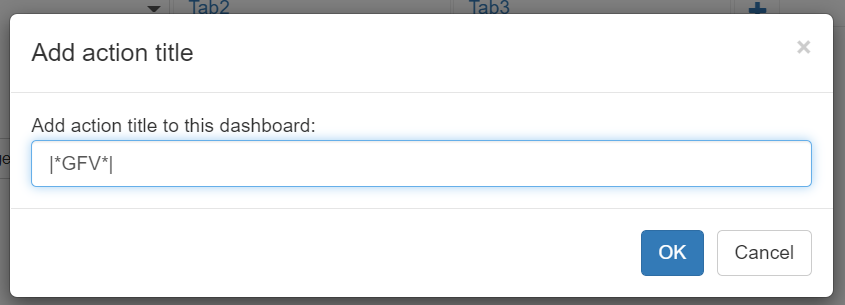 Tab2 Tab3
Add action title ×
Add action title to this dashboard:
|*GFV*|
OK Cancel